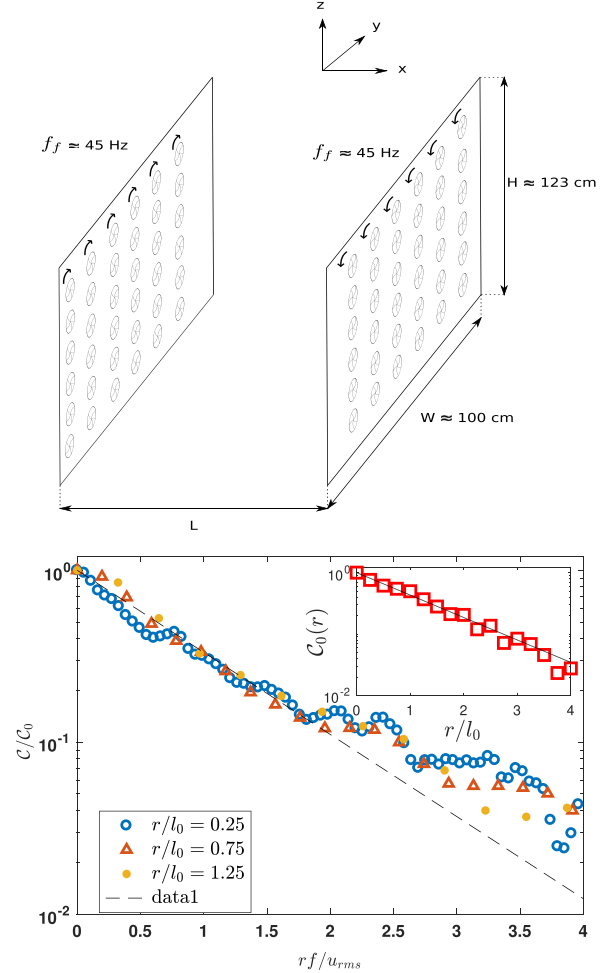 z
y
x
f_f ≈ 45 Hz
f_f ≈ 45 Hz
H ≈ 123 cm
W ≈ 100 cm
L
10^0
10^-1
10^-2
C/C_0
0 0.5 1 1.5 2 2.5 3 3.5 4
rf/u_rms
r/l_0 = 0.25
r/l_0 = 0.75
r/l_0 = 1.25
data1
10^0
10^-2
C_0(r)
0 1 2 3 4
r/l_0